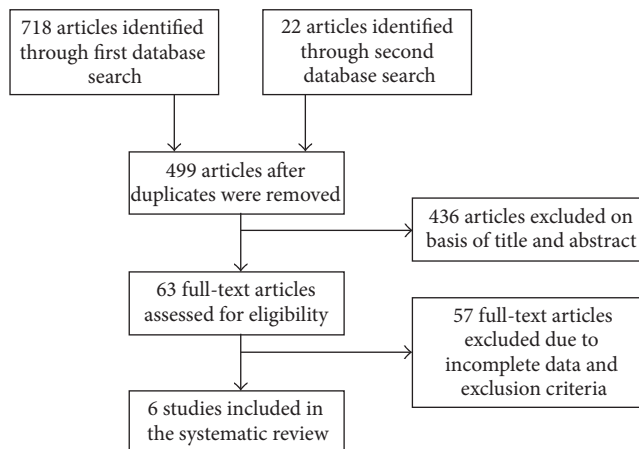 718 articles identified
through first database
search
22 articles identified
through second
database search
499 articles after
duplicates were removed
436 articles excluded on
basis of title and abstract
63 full-text articles
assessed for eligibility
57 full-text articles
excluded due to
incomplete data and
exclusion criteria
6 studies included in
the systematic review